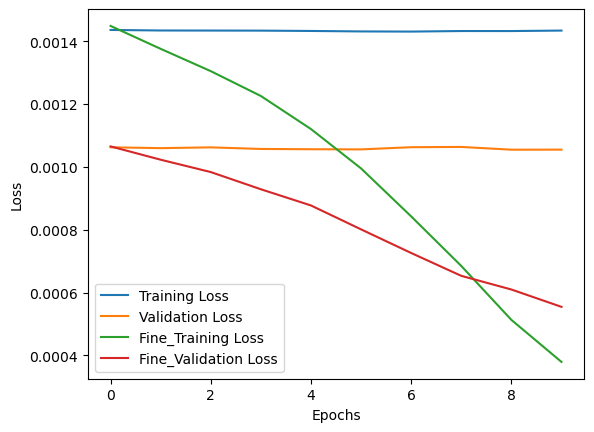 0.0014
0.0012
0.0010
0.0008
0.0006
0.0004
Loss
Training Loss
Validation Loss
Fine_Training Loss
Fine_Validation Loss
0 2 4 6 8
Epochs